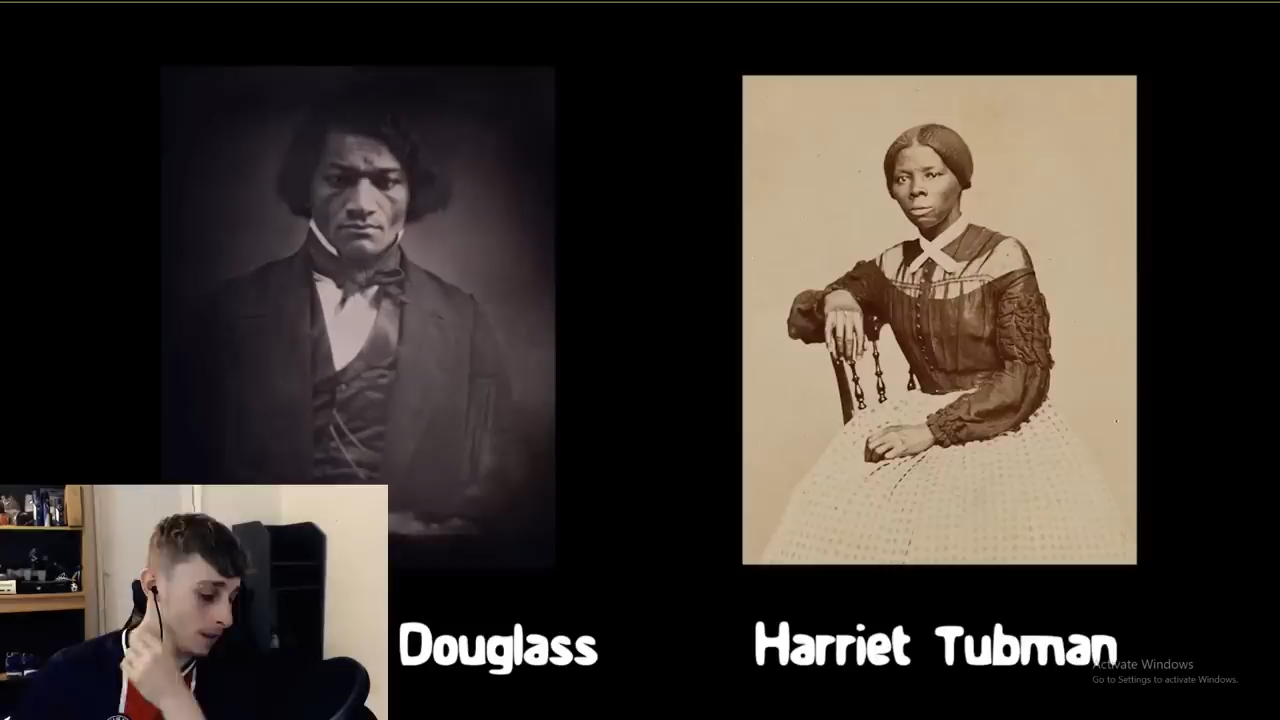 Douglass
Harriet Tubman
Activate Windows
Go to Settings to activate Windows.